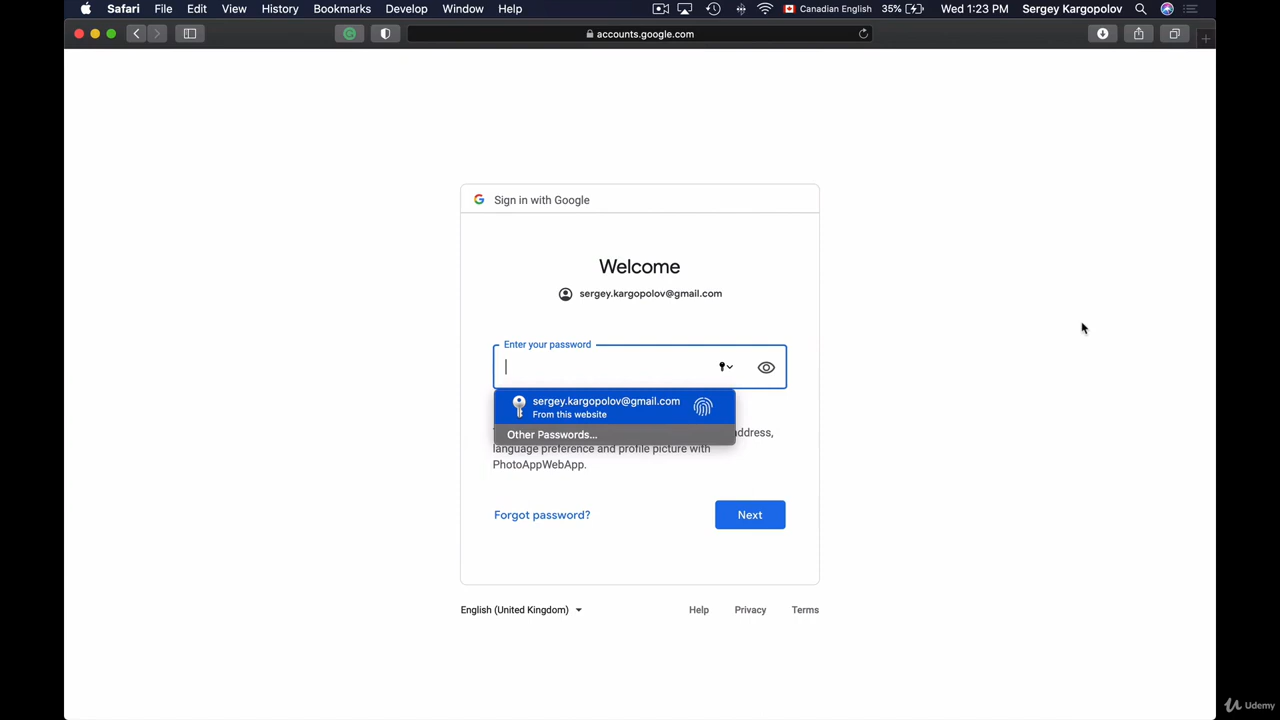 Safari File Edit View History Bookmarks Develop Window Help Canadian English 35% Wed 1:23 PM Sergey Kargopolov
accounts.google.com
Sign in with Google
Welcome
sergey.kargopolov@gmail.com
Enter your password
sergey.kargopolov@gmail.com
From this website
Other Passwords...
address,
language preference and profile picture with
PhotoAppWebApp.
Forgot password?
Next
English (United Kingdom)
Help Privacy Terms
Udemy